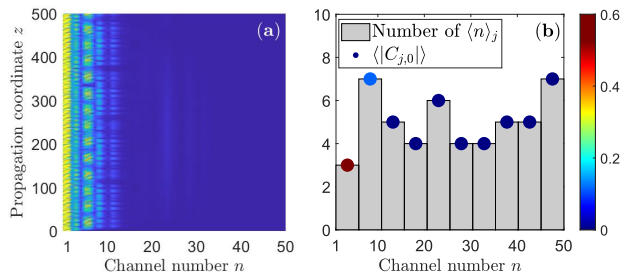 (a)
Propagation coordinate z
500
400
300
200
100
0
1 10 20 30 40 50
Channel number n
(b)
Number of ⟨n⟩j
⟨|Cj,0|⟩
10
8
6
4
2
0
1 10 20 30 40 50
Channel number n
0.6
0.4
0.2
0